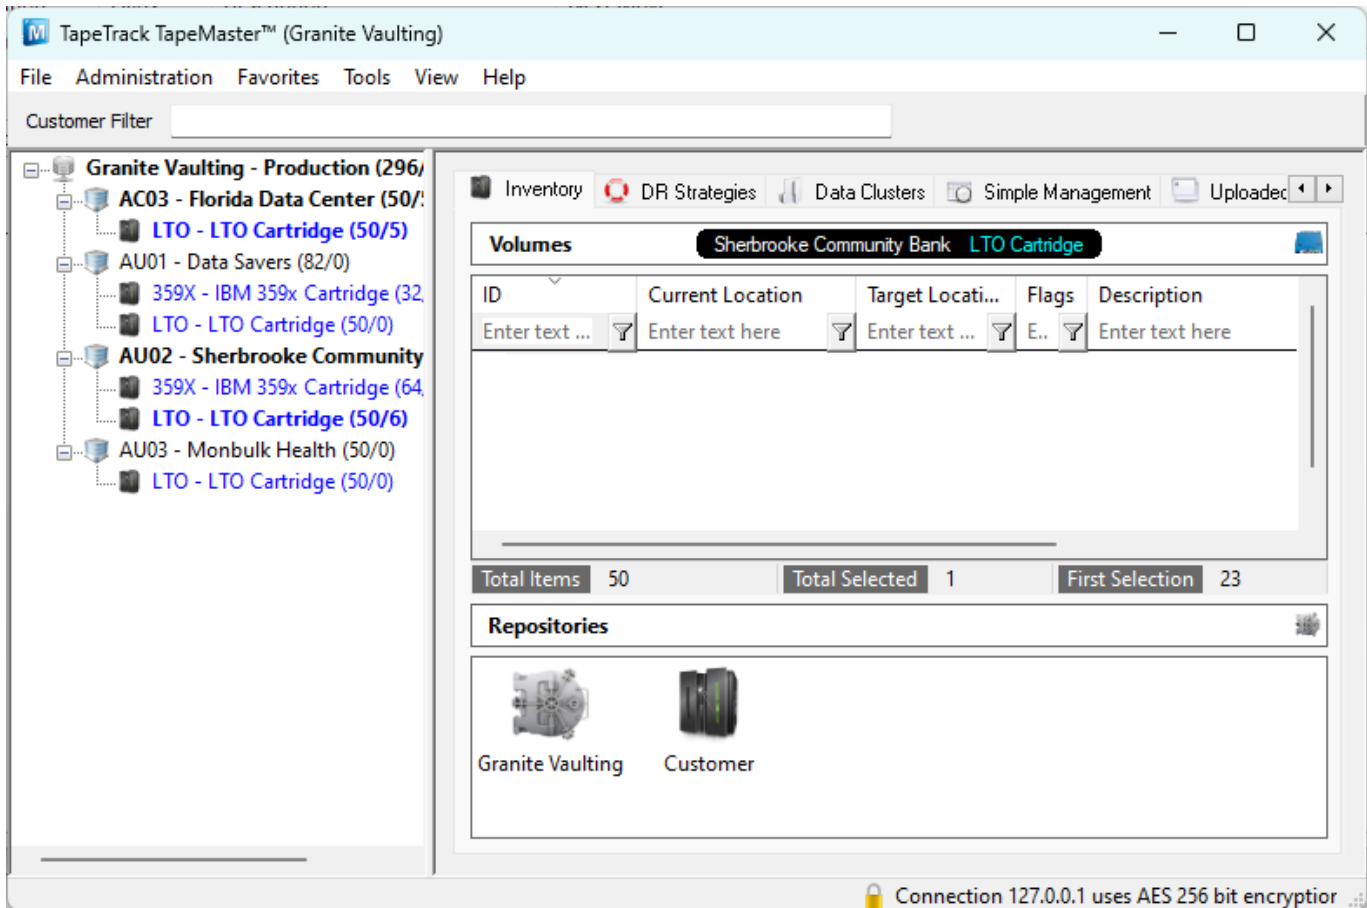 TapeTrack TapeMaster™ (Granite Vaulting)
File Administration Favorites Tools View Help
Customer Filter
Granite Vaulting - Production (296/
AC03 - Florida Data Center (50/
LTO - LTO Cartridge (50/5)
AU01 - Data Savers (82/0)
359X - IBM 359x Cartridge (32,
LTO - LTO Cartridge (50/0)
AU02 - Sherbrooke Community
359X - IBM 359x Cartridge (64,
LTO - LTO Cartridge (50/6)
AU03 - Monbulk Health (50/0)
LTO - LTO Cartridge (50/0)
Inventory DR Strategies Data Clusters Simple Management Uploaded
Volumes Sherbrooke Community Bank LTO Cartridge
ID Current Location Target Locati... Flags Description
Enter text ... Enter text here Enter text ... E.. Enter text here
Total Items 50 Total Selected 1 First Selection 23
Repositories
Granite Vaulting Customer
Connection 127.0.0.1 uses AES 256 bit encryption